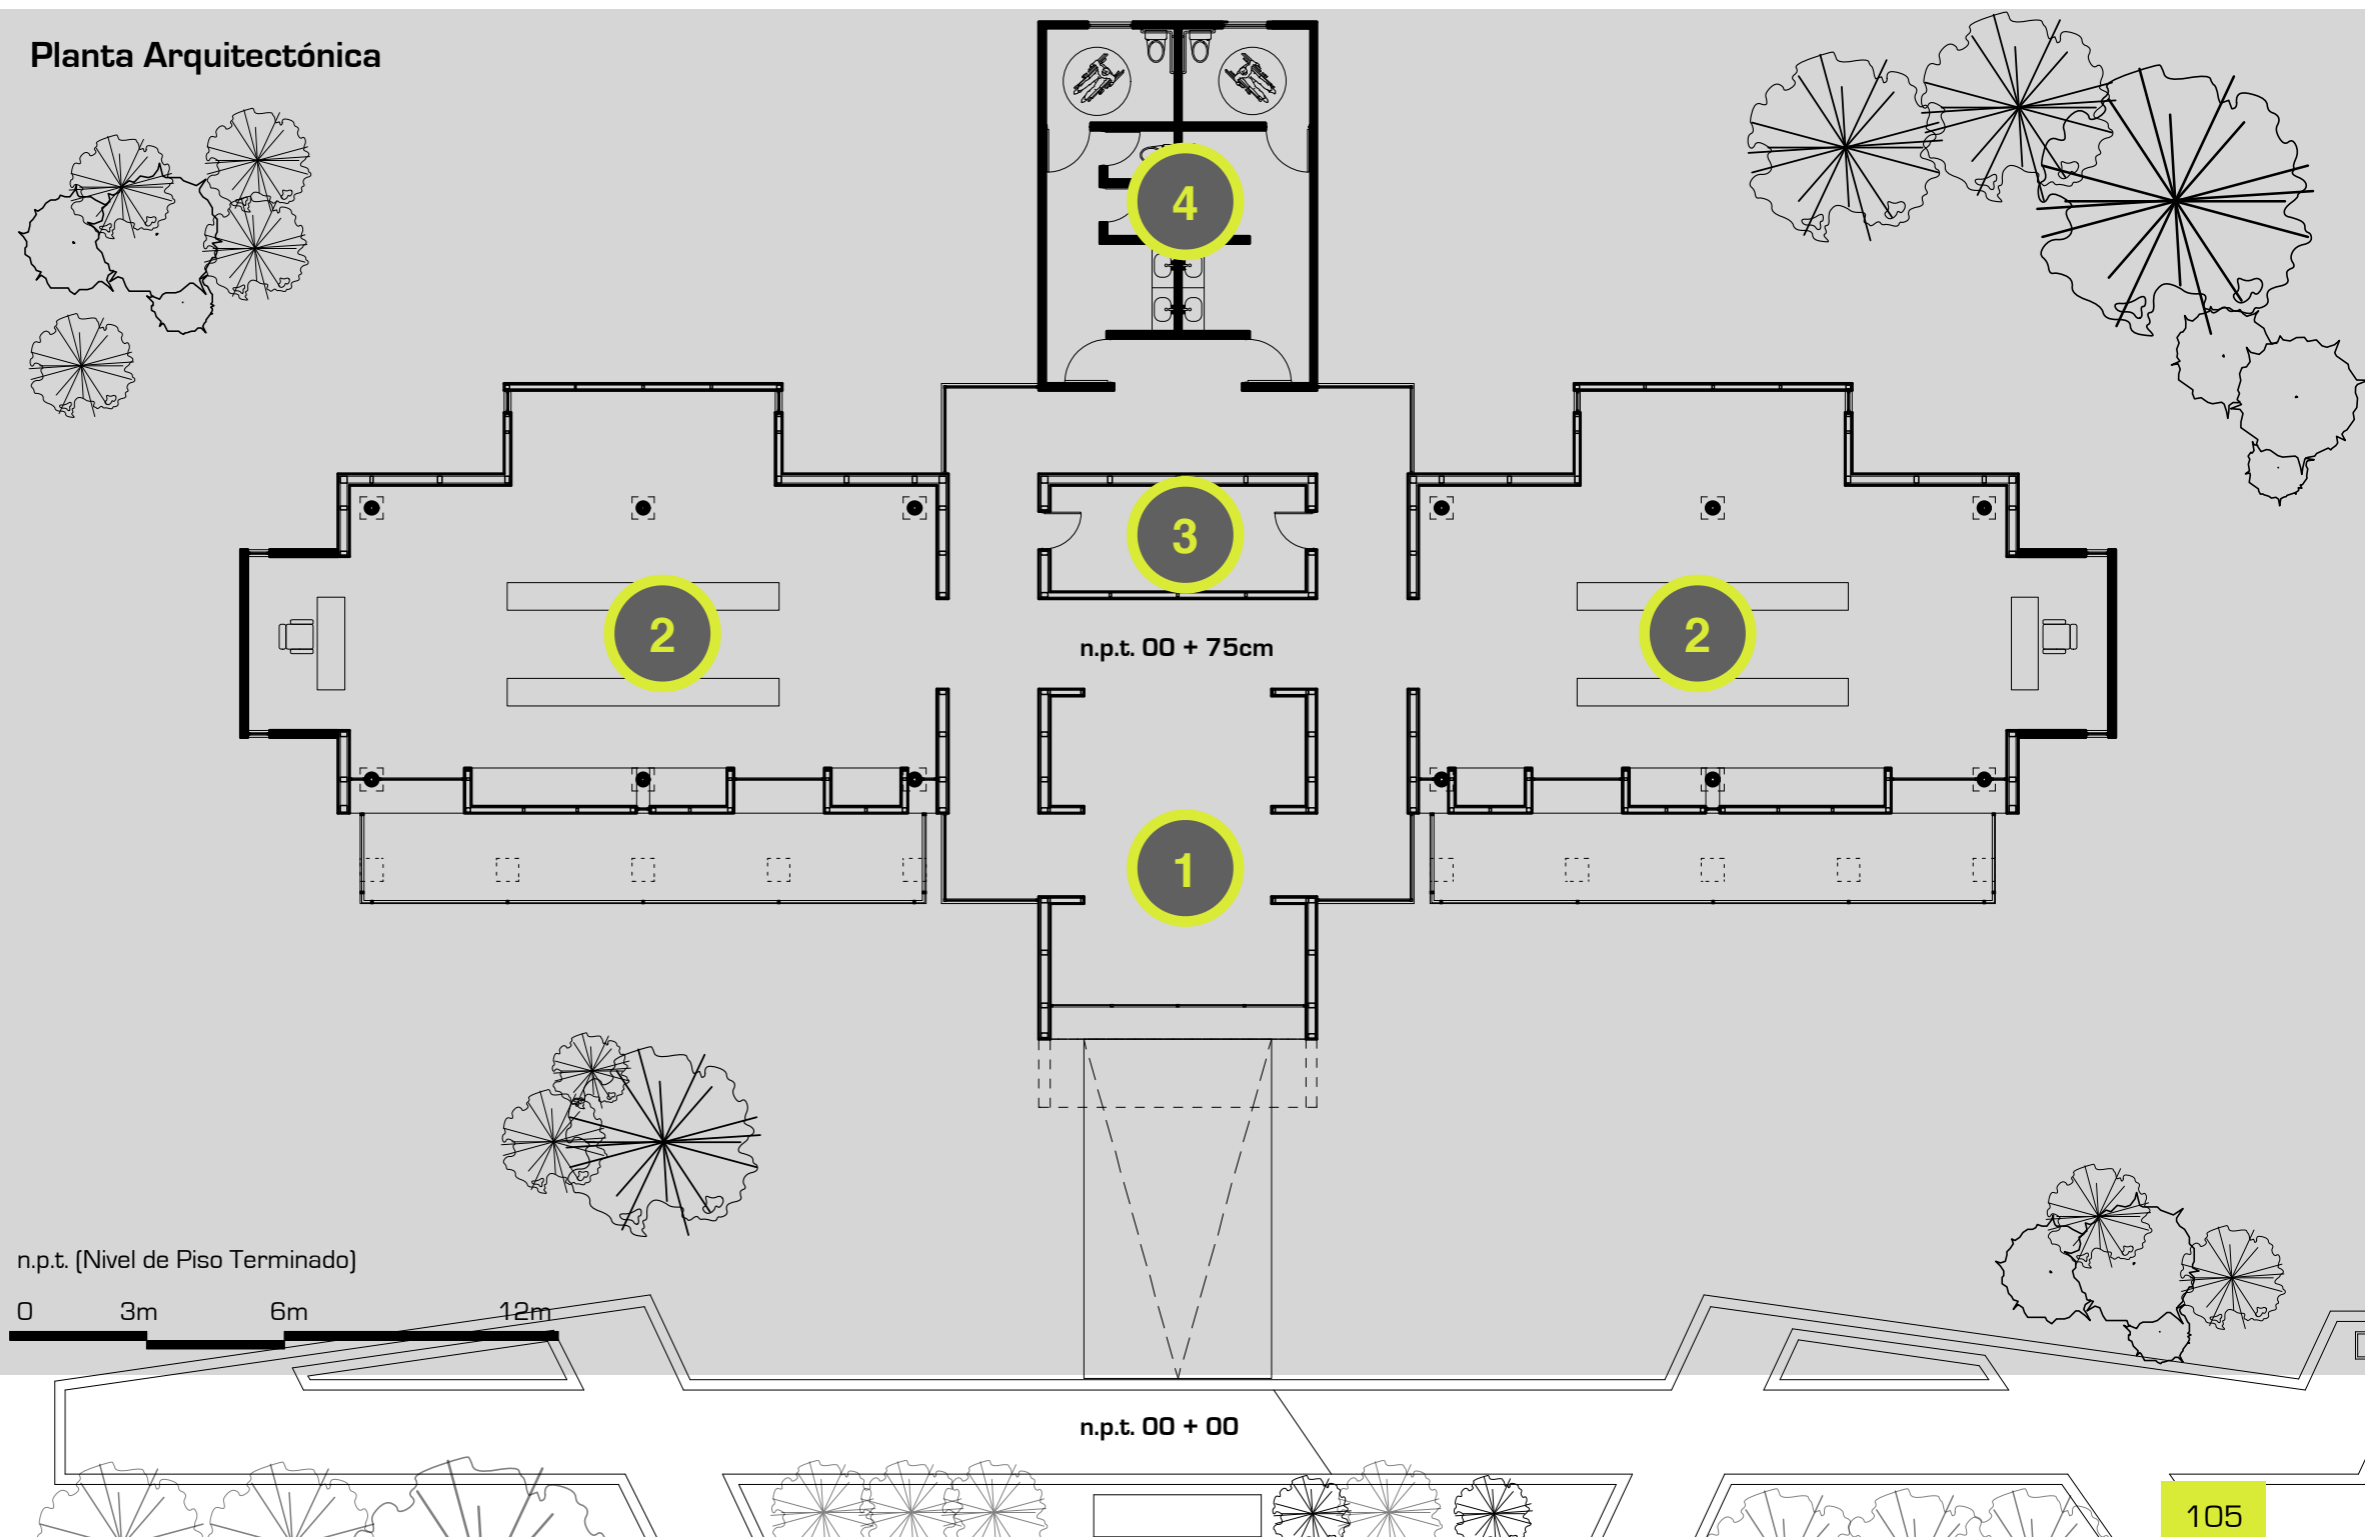 Planta Arquitectónica
4
3
2
2
n.p.t. 00 + 75cm
1
n.p.t. (Nivel de Piso Terminado)
0 3m 6m 12m
n.p.t. 00 + 00
105